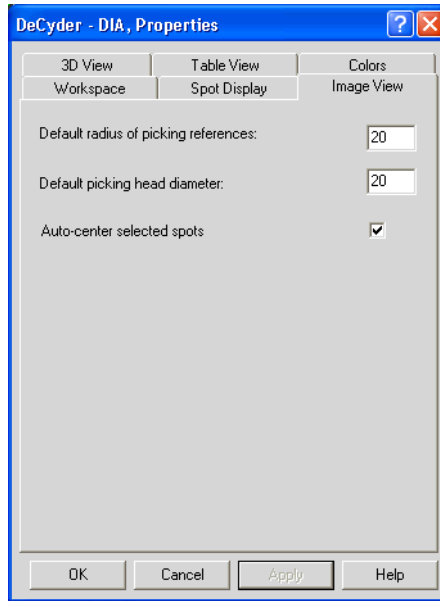 DeCyder - DIA, Properties
3D View Table View Colors
Workspace Spot Display Image View
Default radius of picking references: 20
Default picking head diameter: 20
Auto-center selected spots
OK Cancel Apply Help